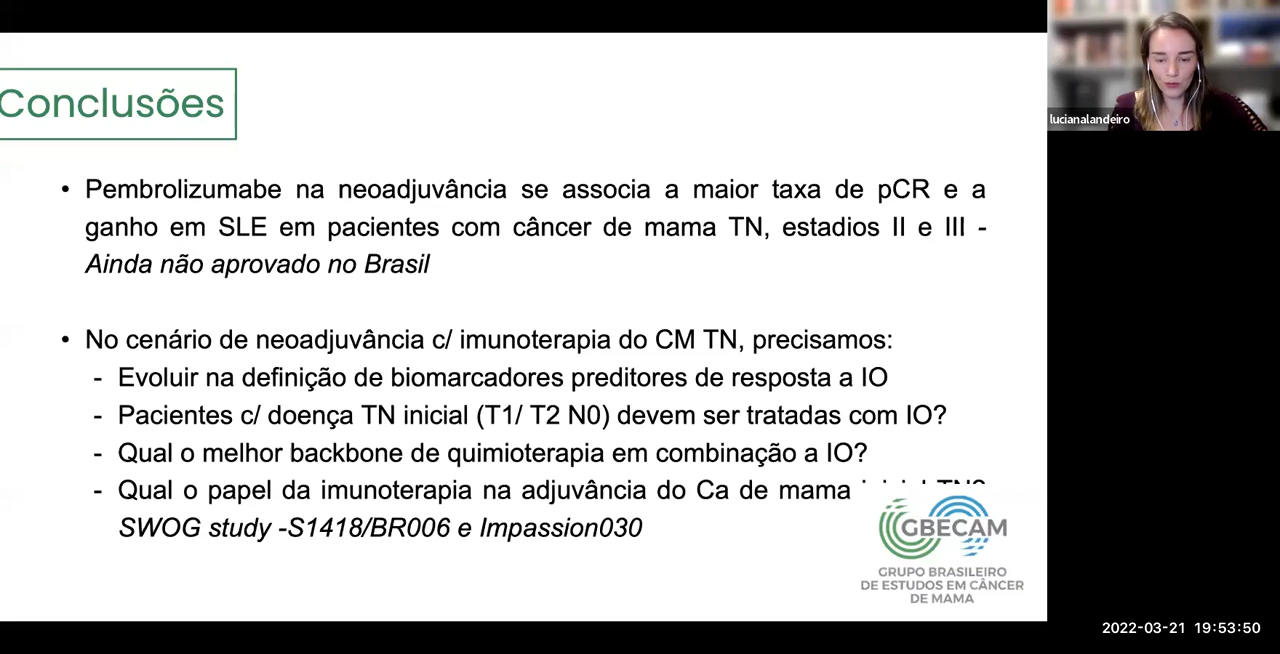 Conclusões
• Pembrolizumabe na neoadjuvância se associa a maior taxa de pCR e a
ganho em SLE em pacientes com câncer de mama TN, estadios II e III -
Ainda não aprovado no Brasil
• No cenário de neoadjuvância c/ imunoterapia do CM TN, precisamos:
- Evoluir na definição de biomarcadores preditores de resposta a IO
- Pacientes c/ doença TN inicial (T1/ T2 N0) devem ser tratadas com IO?
- Qual o melhor backbone de quimioterapia em combinação a IO?
- Qual o papel da imunoterapia na adjuvância do Ca de mama inicial TN?
SWOG study -S1418/BR006 e Impassion030
GBECAM
GRUPO BRASILEIRO
DE ESTUDOS EM CÂNCER
DE MAMA
lucianalandeiro
2022-03-21 19:53:50